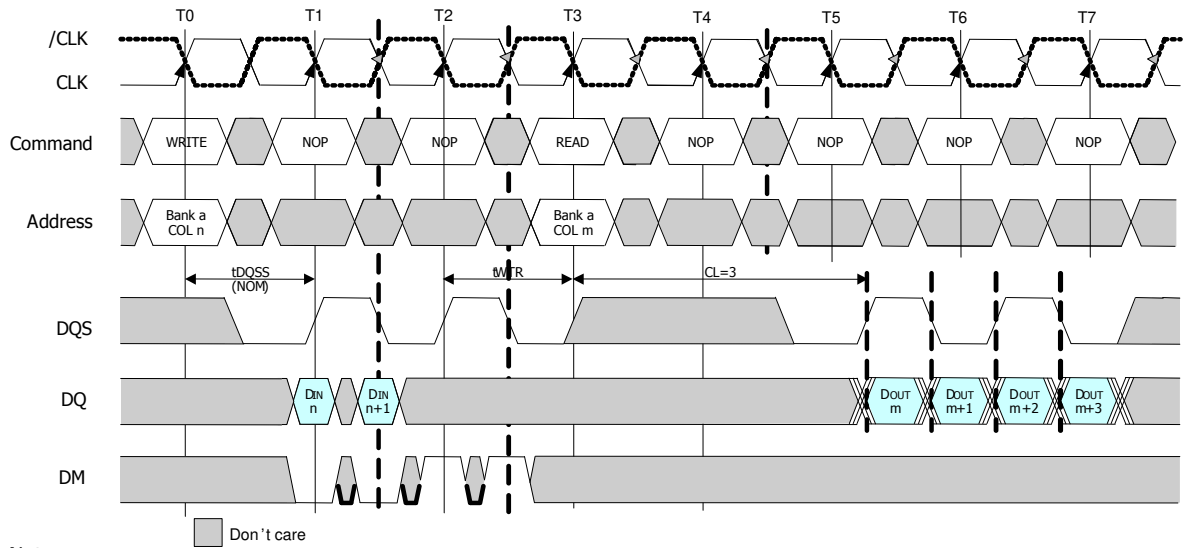 T0 T1 T2 T3 T4 T5 T6 T7
/CLK
CLK
Command WRITE NOP NOP READ NOP NOP NOP NOP
Address Bank a COL n Bank a COL m
tDQSS (NOM) tWTR CL=3
DQS
DQ DIN n DIN n+1 DOUT m DOUT m+1 DOUT m+2 DOUT m+3
DM
Don't care